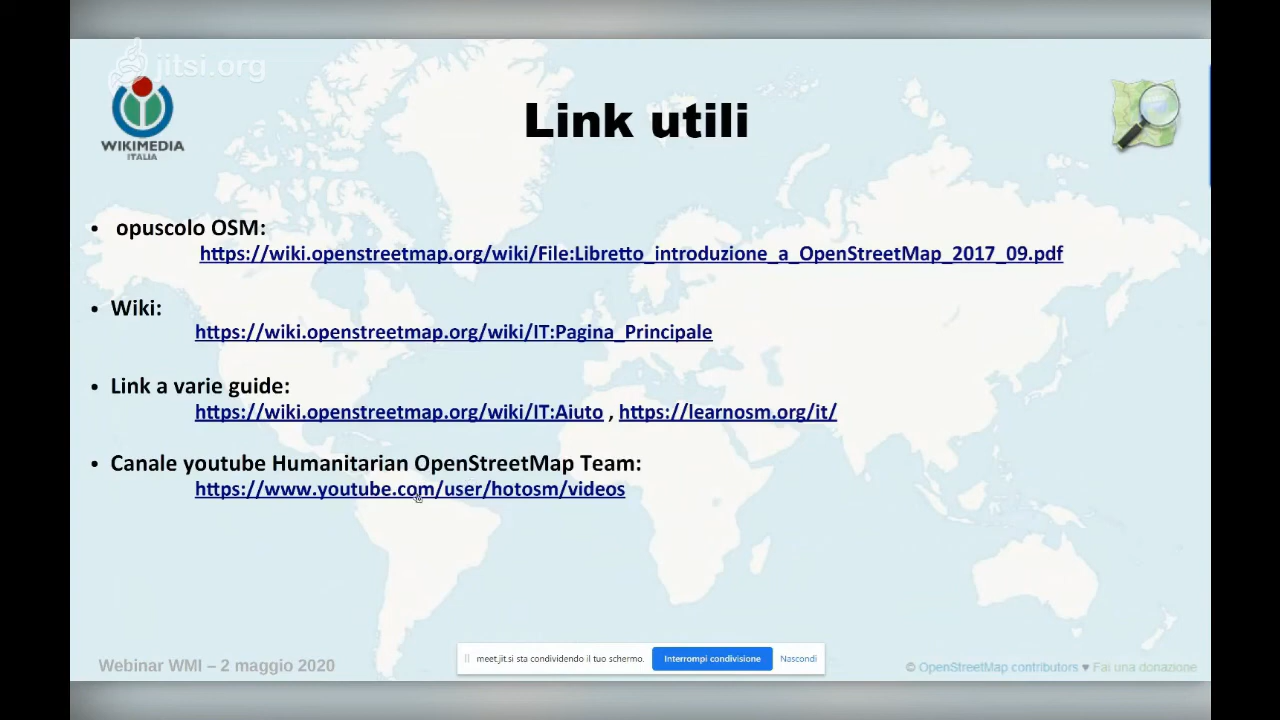 jitsi.org
WIKIMEDIA
ITALIA
Link utili
• opuscolo OSM:
https://wiki.openstreetmap.org/wiki/File:Libretto_introduzione_a_OpenStreetMap_2017_09.pdf
• Wiki:
https://wiki.openstreetmap.org/wiki/IT:Pagina_Principale
• Link a varie guide:
https://wiki.openstreetmap.org/wiki/IT:Aiuto , https://learnosm.org/it/
• Canale youtube Humanitarian OpenStreetMap Team:
https://www.youtube.com/user/hotosm/videos
meet.jit.si sta condividendo il tuo schermo. Interrompi condivisione Nascondi
Webinar WMI – 2 maggio 2020
© OpenStreetMap contributors ♥ Fai una donazione